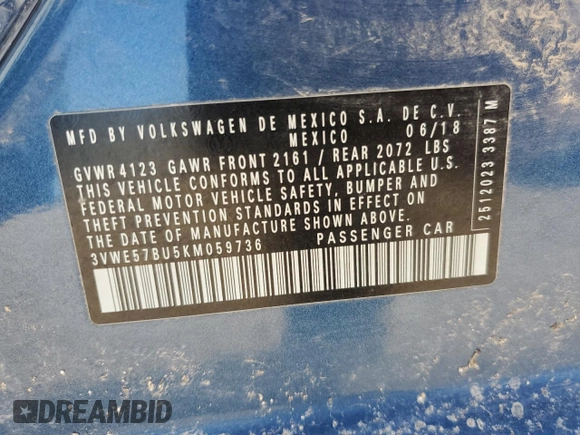 MFD BY VOLKSWAGEN DE MEXICO S.A. DE C.V.
MEXICO 06/18
GVWR 4123 GAWR FRONT 2161 / REAR 2072 LBS
THIS VEHICLE CONFORMS TO ALL APPLICABLE U.S.
FEDERAL MOTOR VEHICLE SAFETY, BUMPER AND
THEFT PREVENTION STANDARDS IN EFFECT ON
THE DATE OF MANUFACTURE SHOWN ABOVE.
3VWE57BU5KM059736 PASSENGER CAR
2512023 3387 M
DREAMBID